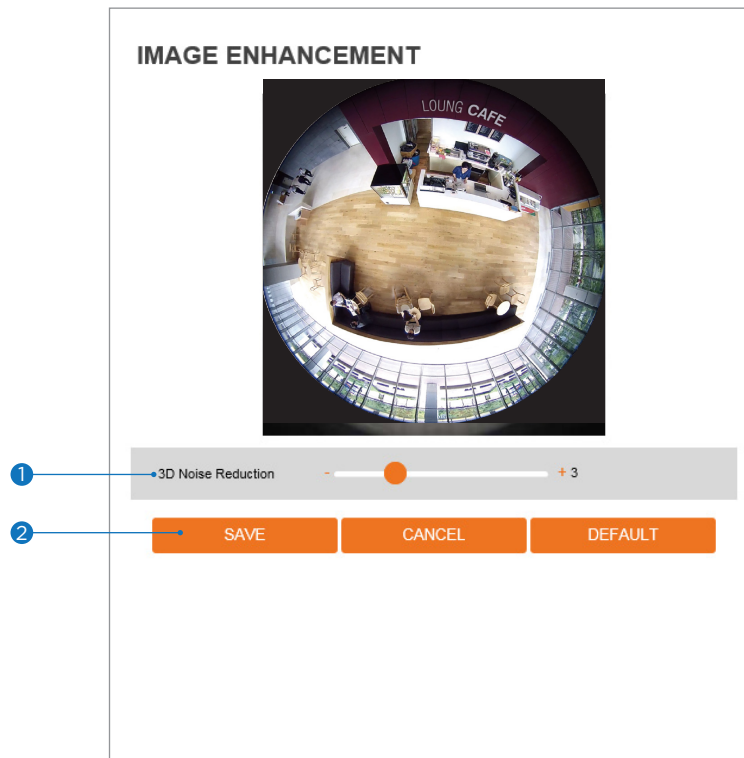 IMAGE ENHANCEMENT
LOUNG CAFE
1 3D Noise Reduction - + 3
2 SAVE CANCEL DEFAULT